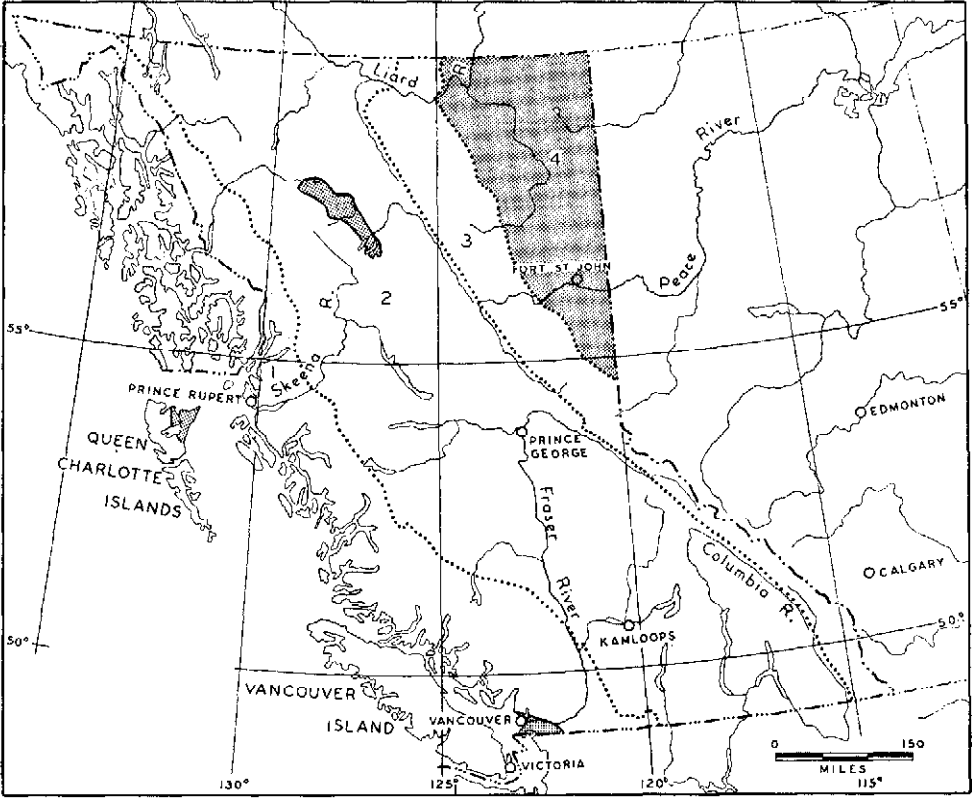 Liard
R
River
4
3
FORT ST JOHN
Peace
2
R
55°
55°
Skeena
PRINCE RUPERT
EDMONTON
QUEEN
CHARLOTTE
ISLANDS
PRINCE
GEORGE
Fraser
River
Columbia
R.
CALGARY
50°
50°
KAMLOOPS
VANCOUVER
ISLAND
VANCOUVER
VICTORIA
0 150
MILES
130° 125° 120° 115°